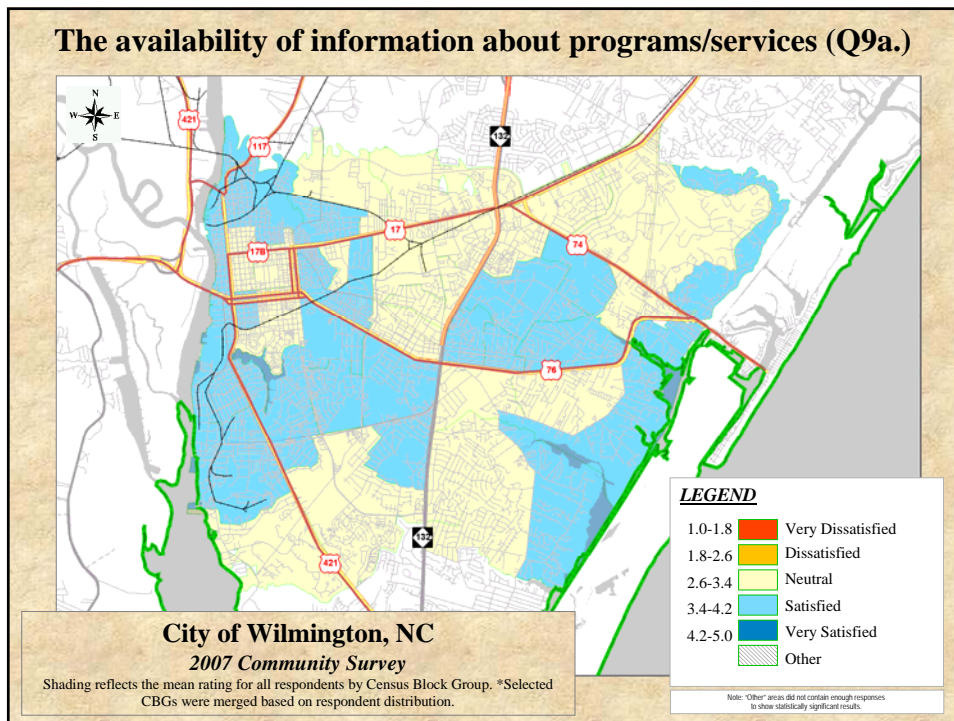 The availability of information about programs/services (Q9a.)
N
W E
S
421
117
132
17
17B
74
76
132
421
LEGEND
1.0-1.8 Very Dissatisfied
1.8-2.6 Dissatisfied
2.6-3.4 Neutral
3.4-4.2 Satisfied
4.2-5.0 Very Satisfied
Other
City of Wilmington, NC
2007 Community Survey
Shading reflects the mean rating for all respondents by Census Block Group. *Selected
CBGs were merged based on respondent distribution.
Note: "Other" areas did not contain enough responses
to show statistically significant results.